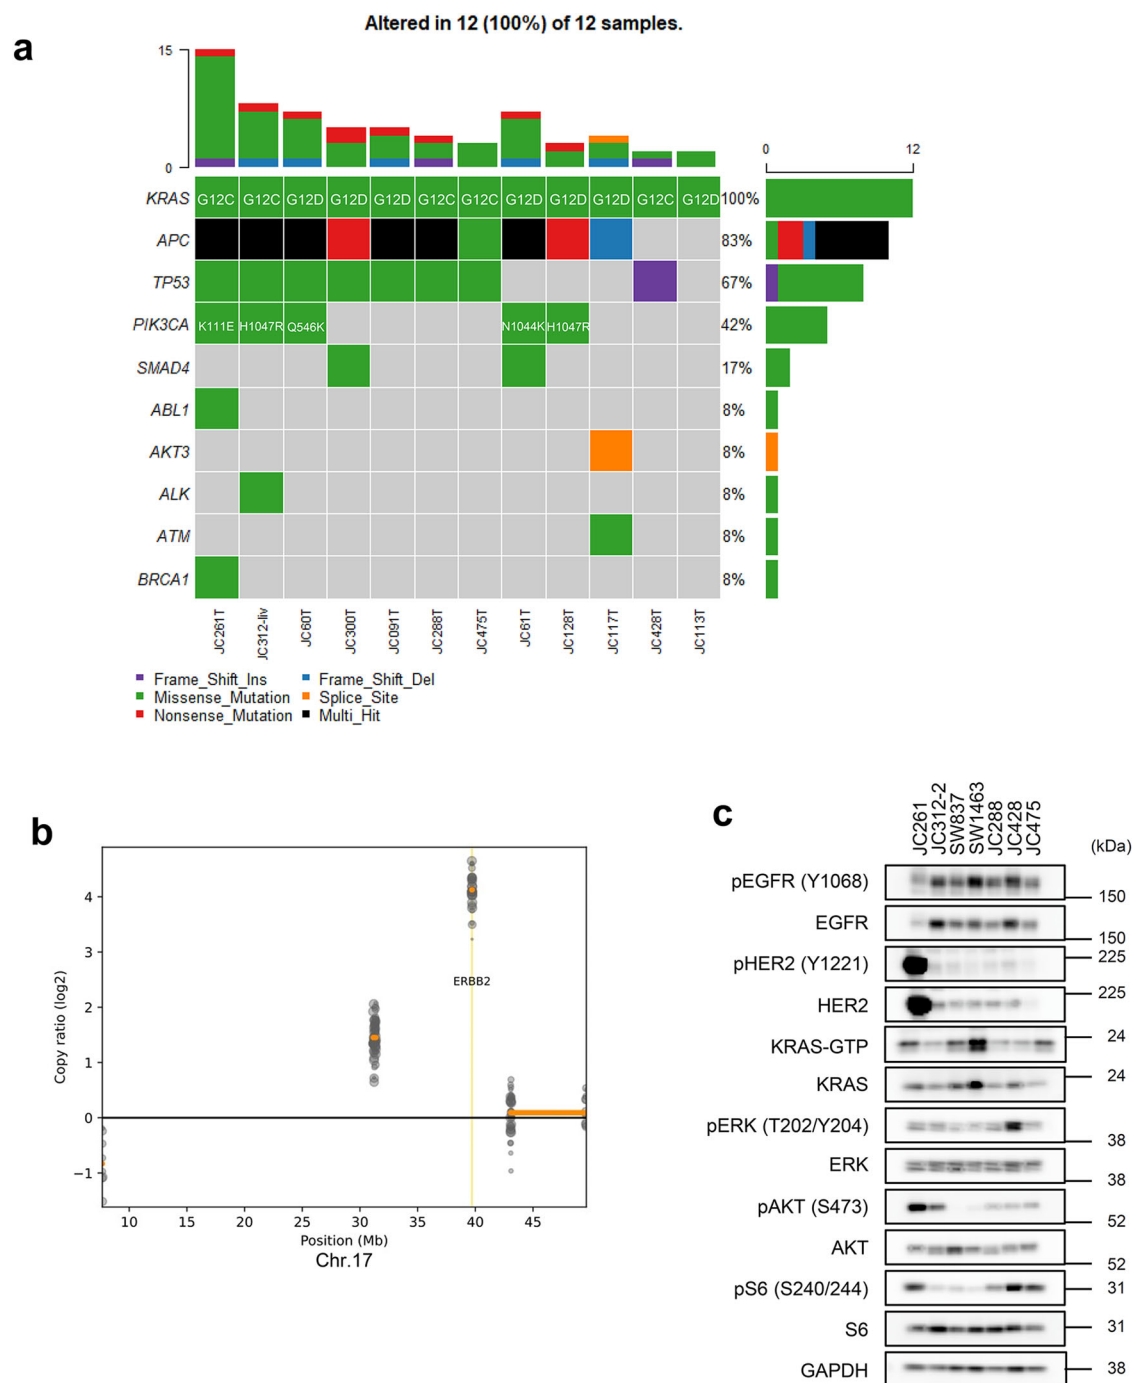 Altered in 12 (100%) of 12 samples.
a
15
0
0 12
KRAS G12C G12C G12D G12D G12D G12C G12C G12D G12D G12D G12C G12D 100%
APC 83%
TP53 67%
PIK3CA K111E H1047R Q546K N1044K H1047R 42%
SMAD4 17%
ABL1 8%
AKT3 8%
ALK 8%
ATM 8%
BRCA1 8%
JC261T JC312-liv JC60T JC300T JC091T JC288T JC475T JC61T JC128T JC117T JC428T JC113T
Frame_Shift_Ins Frame_Shift_Del
Missense_Mutation Splice_Site
Nonsense_Mutation Multi_Hit
b
Copy ratio (log2)
4
3
2
1
0
−1
ERBB2
10 15 20 25 30 35 40 45
Position (Mb)
Chr.17
c
JC261 JC312-2 SW837 SW1463 JC288 JC428 JC475
(kDa)
pEGFR (Y1068) 150
EGFR 150
pHER2 (Y1221) 225
HER2 225
KRAS-GTP 24
KRAS 24
pERK (T202/Y204) 38
ERK 38
pAKT (S473) 52
AKT 52
pS6 (S240/244) 31
S6 31
GAPDH 38